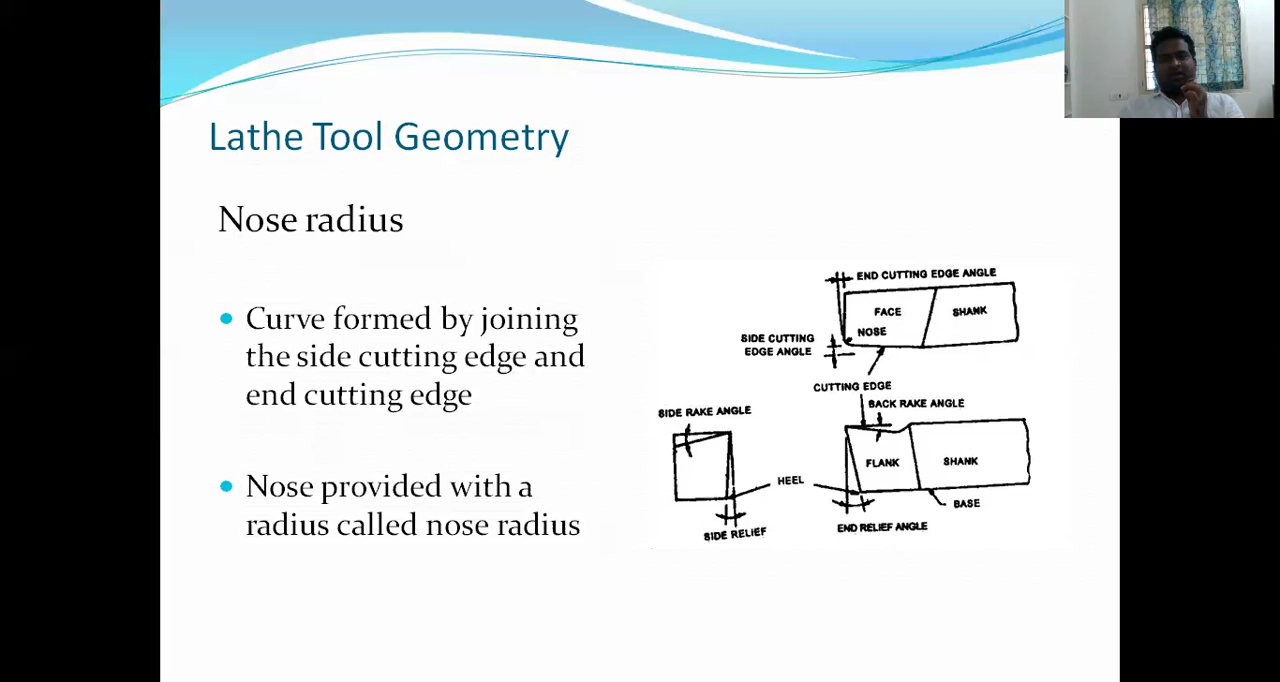 Lathe Tool Geometry
Nose radius
Curve formed by joining
the side cutting edge and
end cutting edge
Nose provided with a
radius called nose radius
END CUTTING EDGE ANGLE
FACE
SHANK
NOSE
SIDE CUTTING
EDGE ANGLE
CUTTING EDGE
BACK RAKE ANGLE
SIDE RAKE ANGLE
FLANK
SHANK
HEEL
BASE
SIDE RELIEF
END RELIEF ANGLE